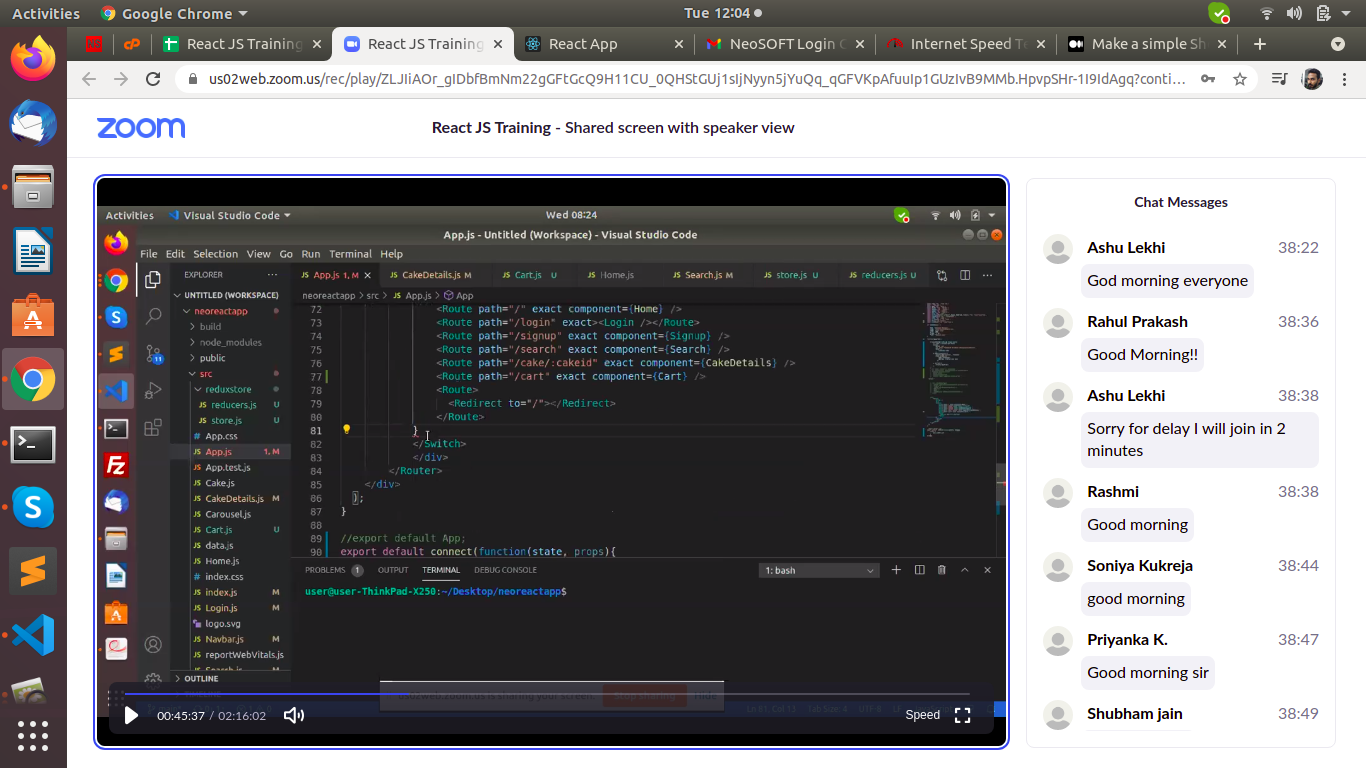 Activities Google Chrome Tue 12:04
React JS Training React JS Training React App NeoSOFT Login Internet Speed Te Make a simple Sh
us02web.zoom.us/rec/play/ZLJIiAOr_gIDbfBmNm22gGFtGcQ9H11CU_0QHStGUj1sIjNyyn5jYuQq_qGFVKpAfuuIp1GUzIvB9MMb.HpvpSHr-1I9IdAgq?conti...
zoom
React JS Training - Shared screen with speaker view
Activities Visual Studio Code Wed 08:24
App.js - Untitled (Workspace) - Visual Studio Code
File Edit Selection View Go Run Terminal Help
EXPLORER ...
App.js 1, M CakeDetails.js M Cart.js U Home.js Search.js M store.js U reducers.js U
UNTITLED (WORKSPACE)
neoreactapp
build
node_modules
public
src
reduxstore
reducers.js U
store.js U
App.css
App.js 1, M
App.test.js
Cake.js
CakeDetails.js M
Carousel.js
Cart.js U
data.js
Home.js
index.css
index.js M
Login.js M
logo.svg
Navbar.js M
reportWebVitals.js
Search.js M
OUTLINE
11
neoreactapp > src > App.js > App
72 <Route path="/" exact component={Home} />
73 <Route path="/login" exact><Login /></Route>
74 <Route path="/signup" exact component={Signup} />
75 <Route path="/search" exact component={Search} />
76 <Route path="/cake/:cakeid" exact component={CakeDetails} />
77 <Route path="/cart" exact component={Cart} />
78 <Route>
79 <Redirect to="/"></Redirect>
80 </Route>
81 }
82 </Switch>
83 </div>
84 </Router>
85 </div>
86 );
87 }
88
89 //export default App;
90 export default connect(function(state, props){
PROBLEMS 1 OUTPUT TERMINAL DEBUG CONSOLE 1: bash
user@user-ThinkPad-X250:~/Desktop/neoreactapp$
00:45:37 / 02:16:02 Speed
Chat Messages
Ashu Lekhi 38:22
God morning everyone
Rahul Prakash 38:36
Good Morning!!
Ashu Lekhi 38:38
Sorry for delay I will join in 2
minutes
Rashmi 38:38
Good morning
Soniya Kukreja 38:44
good morning
Priyanka K. 38:47
Good morning sir
Shubham jain 38:49